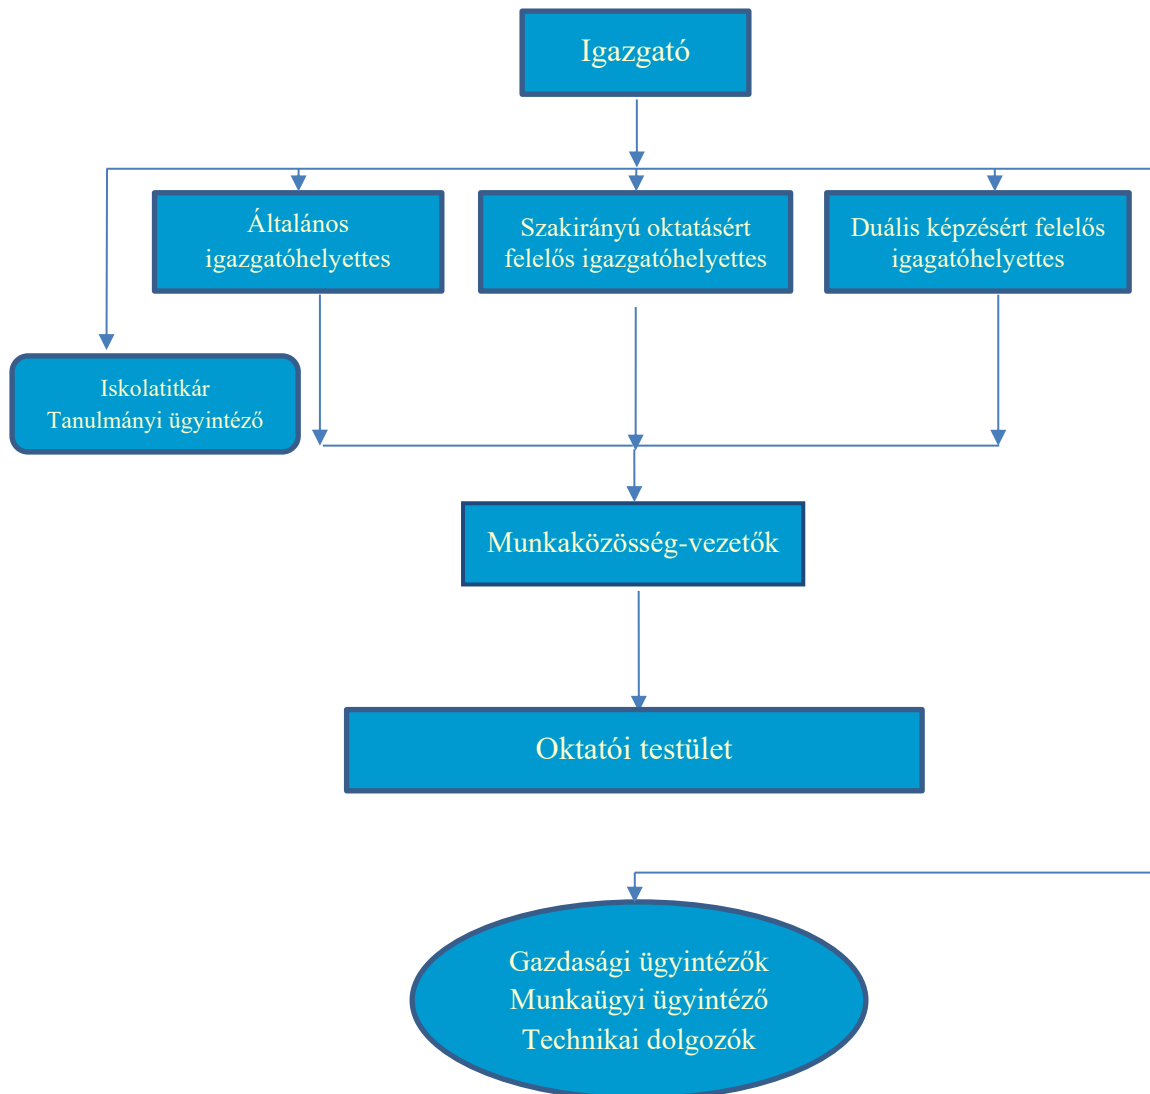 Igazgató
Általános
igazgatóhelyettes
Szakirányú oktatásért
felelős igazgatóhelyettes
Duális képzésért felelős
igagatóhelyettes
Iskolatitkár
Tanulmányi ügyintéző
Munkaközösség-vezetők
Oktatói testület
Gazdasági ügyintézők
Munkaügyi ügyintéző
Technikai dolgozók